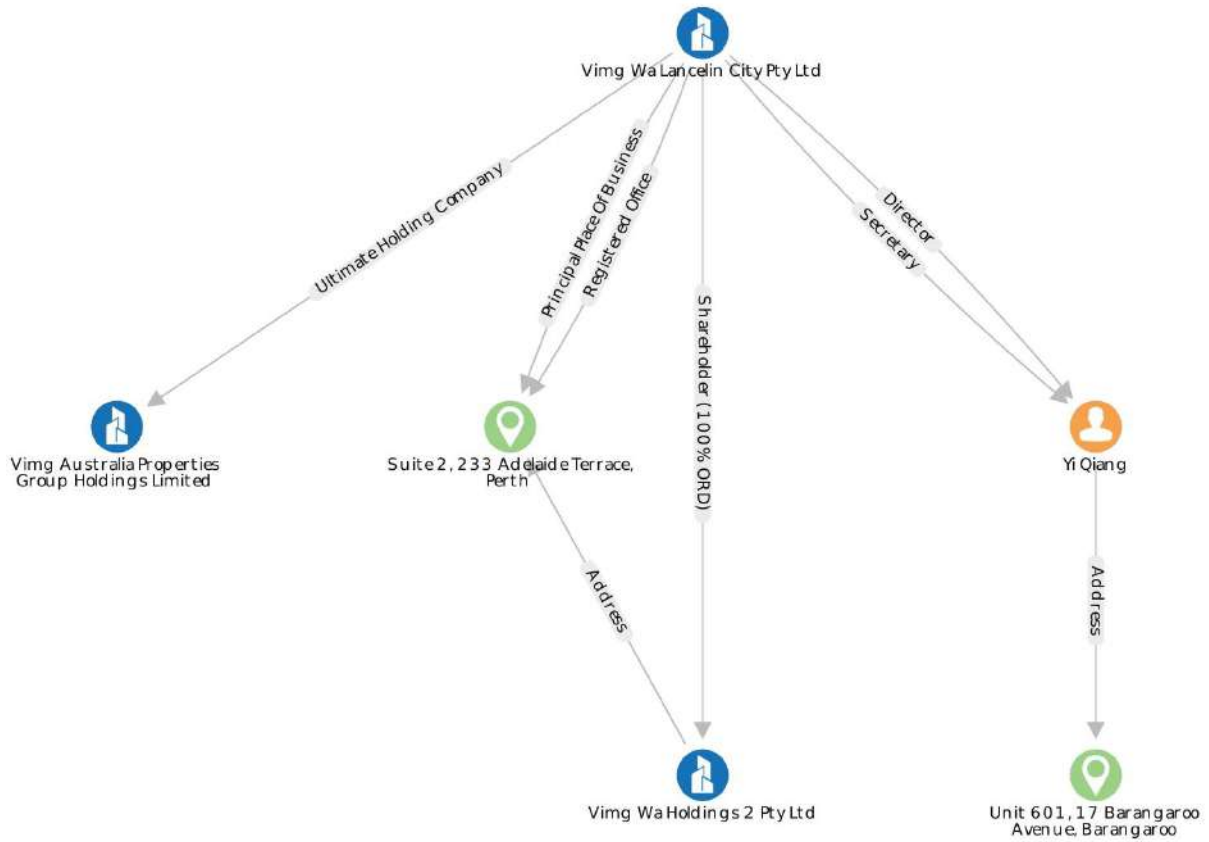 Vimg Wa Lancelin City Pty Ltd
Ultimate Holding Company
Principal Place Of Business
Registered Office
Shareholder (100% ORD)
Director
Secretary
Vimg Australia Properties
Group Holdings Limited
Suite 2, 233 Adelaide Terrace,
Perth
Yi Qiang
Address
Address
Vimg Wa Holdings 2 Pty Ltd
Unit 601, 17 Barangaroo
Avenue, Barangaroo